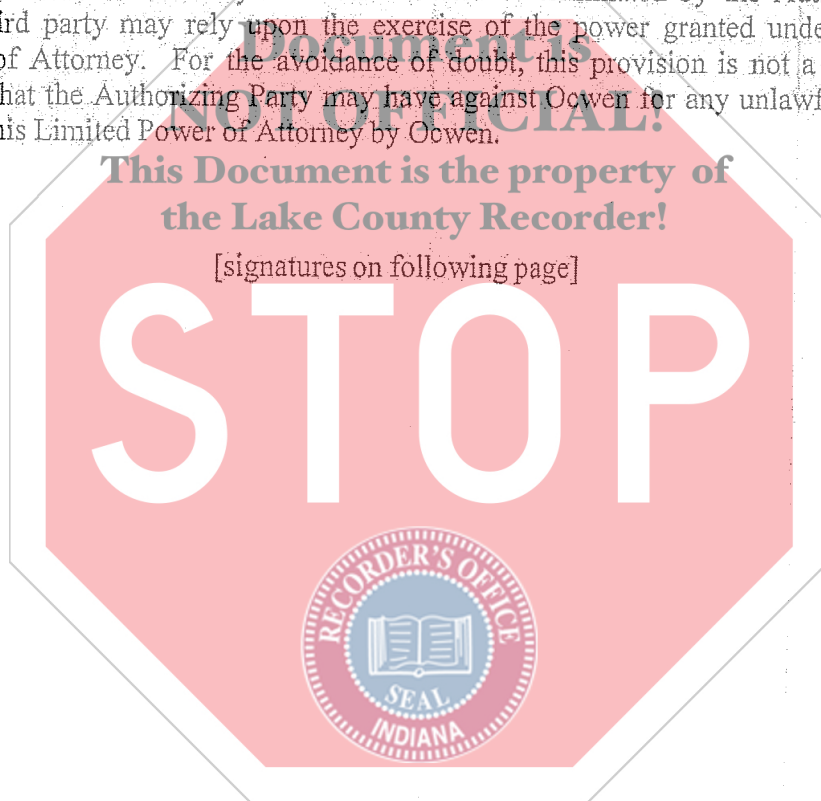 ird party may rely upon the exercise of the power granted unde
of Attorney. For the avoidance of doubt, this provision is not a
hat the Authorizing Party may have against Ocwen for any unlawf
is Limited Power of Attorney by Ocwen.
Document is
NOT OFFICIAL!
This Document is the property of
the Lake County Recorder!
[signatures on following page]
STOP
RECORDER'S OFFICE
SEAL
INDIANA